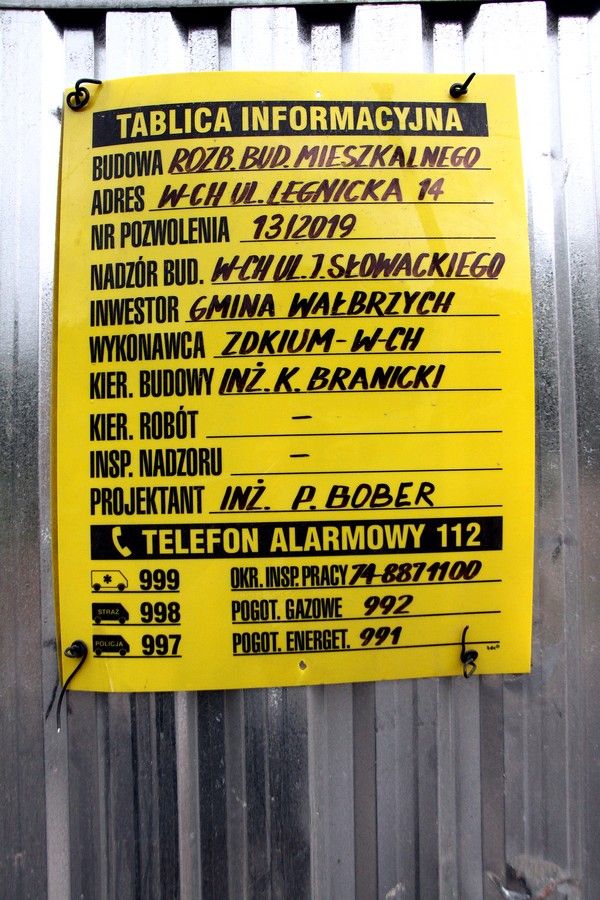 TABLICA INFORMACYJNA
BUDOWA ROZB. BUD. MIESZKALNEGO
ADRES W-CH UL. LEGNICKA 14
NR POZWOLENIA 13/2019
NADZÓR BUD. W-CH UL. J. SŁOWACKIEGO
INWESTOR GMINA WAŁBRZYCH
WYKONAWCA ZDKIUM-W-CH
KIER. BUDOWY INŻ. K. BRANICKI
KIER. ROBÓT –
INSP. NADZORU –
PROJEKTANT INŻ. P. BOBER
TELEFON ALARMOWY 112
999 OKR. INSP. PRACY 74-8871100
STRAŻ 998 POGOT. GAZOWE 992
POLICJA 997 POGOT. ENERGET. 991